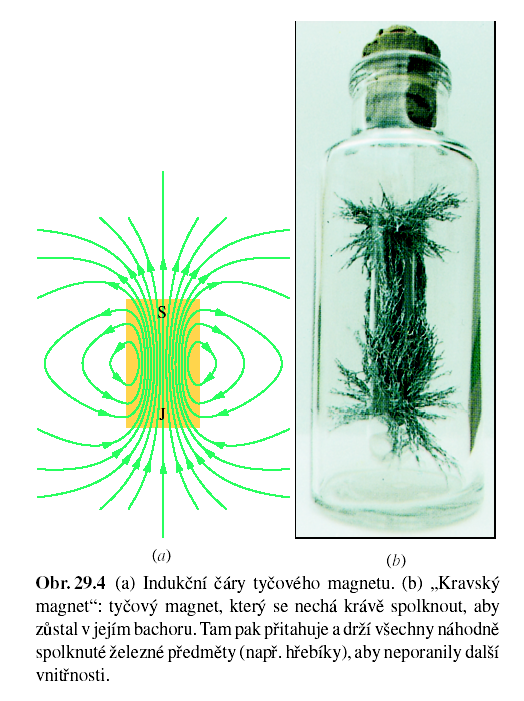 S
J
(a)
(b)
Obr. 29.4 (a) Indukční čáry tyčového magnetu. (b) „Kravský
magnet“: tyčový magnet, který se nechá krávě spolknout, aby
zůstal v jejím bachoru. Tam pak přitahuje a drží všechny náhodně
spolknuté železné předměty (např. hřebíky), aby neporanily další
vnitřnosti.